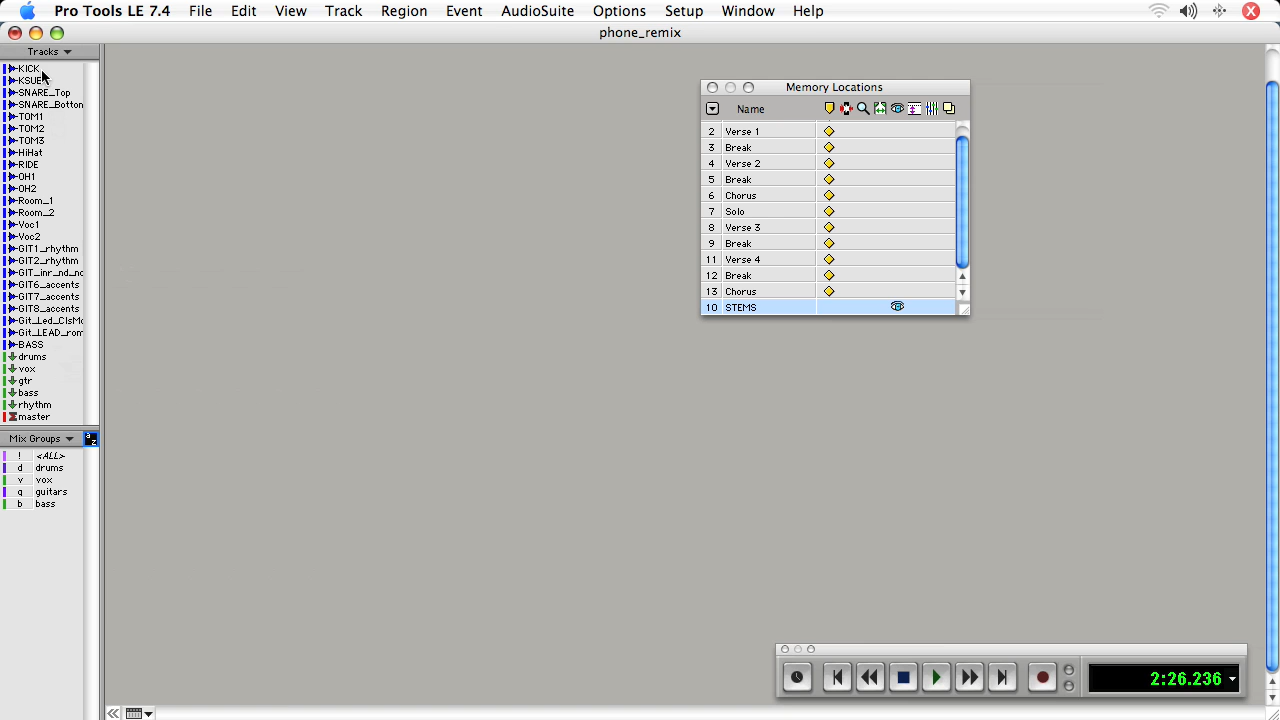 Pro Tools LE 7.4 File Edit View Track Region Event AudioSuite Options Setup Window Help
phone_remix
Tracks
KICK
KSUB
SNARE_Top
SNARE_Botton
TOM1
TOM2
TOM3
HiHat
RIDE
OH1
OH2
Room_1
Room_2
Voc1
Voc2
GIT1_rhythm
GIT2_rhythm
GIT_inr_nd_no
GIT6_accents
GIT7_accents
GIT8_accents
Git_Led_ClsMc
Git_LEAD_rom
BASS
drums
vox
gtr
bass
rhythm
master
Mix Groups
a z
! <ALL>
d drums
v vox
g guitars
b bass
Memory Locations
Name
2 Verse 1
3 Break
4 Verse 2
5 Break
6 Chorus
7 Solo
8 Verse 3
9 Break
11 Verse 4
12 Break
13 Chorus
10 STEMS
2:26.236